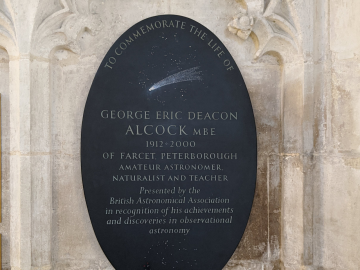 TO COMMEMORATE THE LIFE OF
GEORGE ERIC DEACON
ALCOCK MBE
1912-2000
OF FARCET, PETERBOROUGH
AMATEUR ASTRONOMER,
NATURALIST AND TEACHER
Presented by the
British Astronomical Association
in recognition of his achievements
and discoveries in observational
astronomy